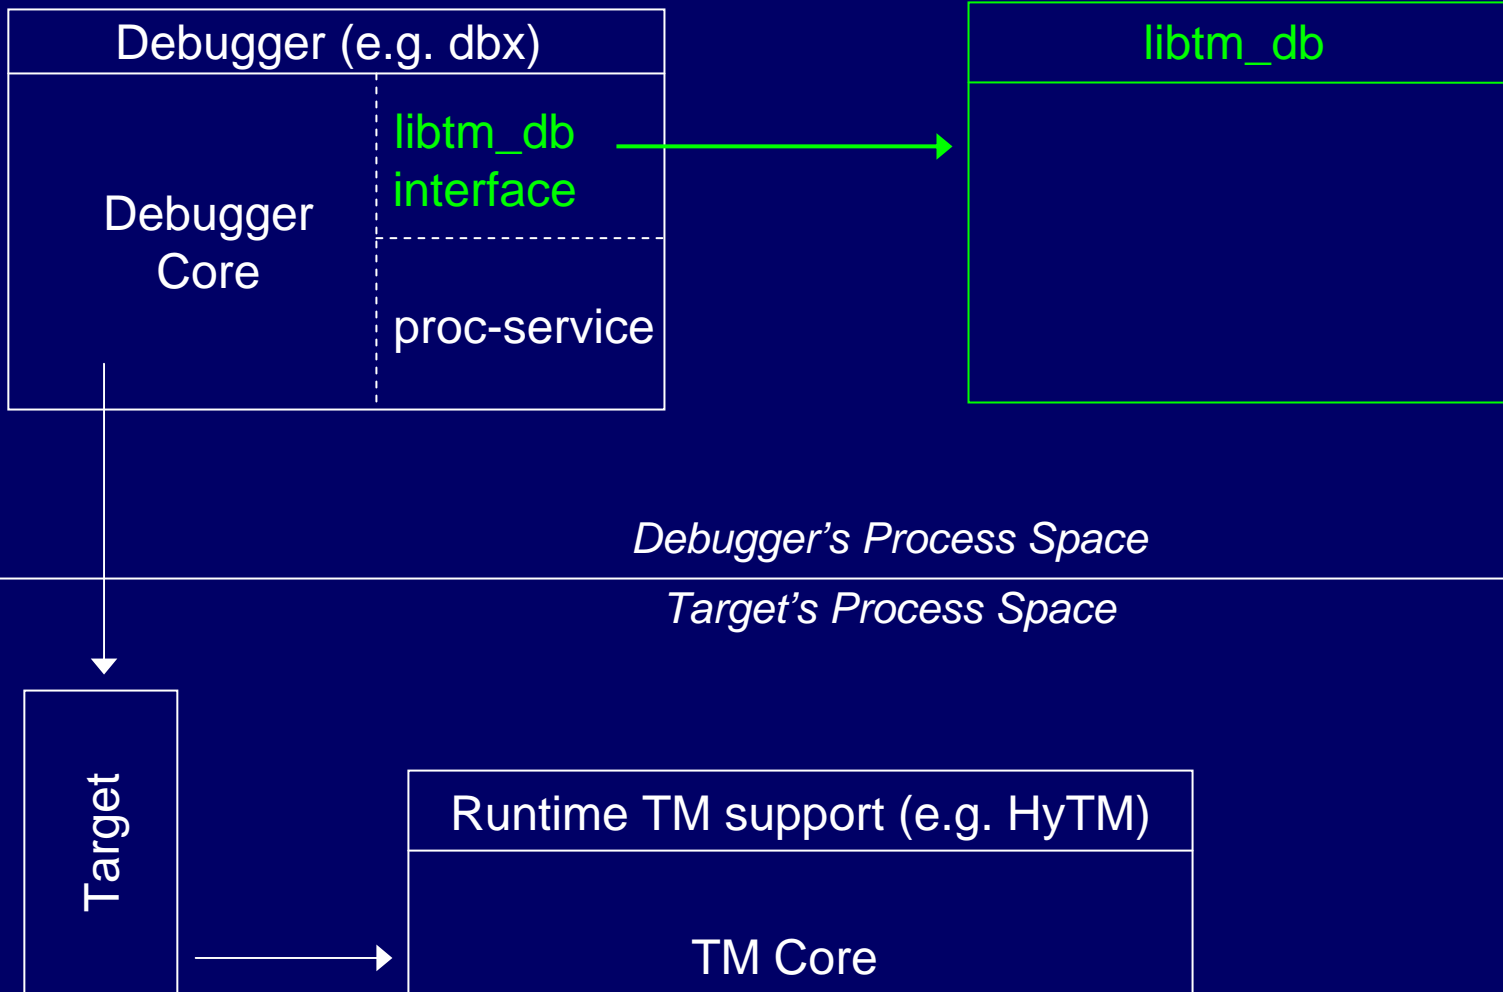 Debugger (e.g. dbx)
libtm_db
libtm_db
interface
Debugger
Core
proc-service
Debugger’s Process Space
Target’s Process Space
Target
Runtime TM support (e.g. HyTM)
TM Core